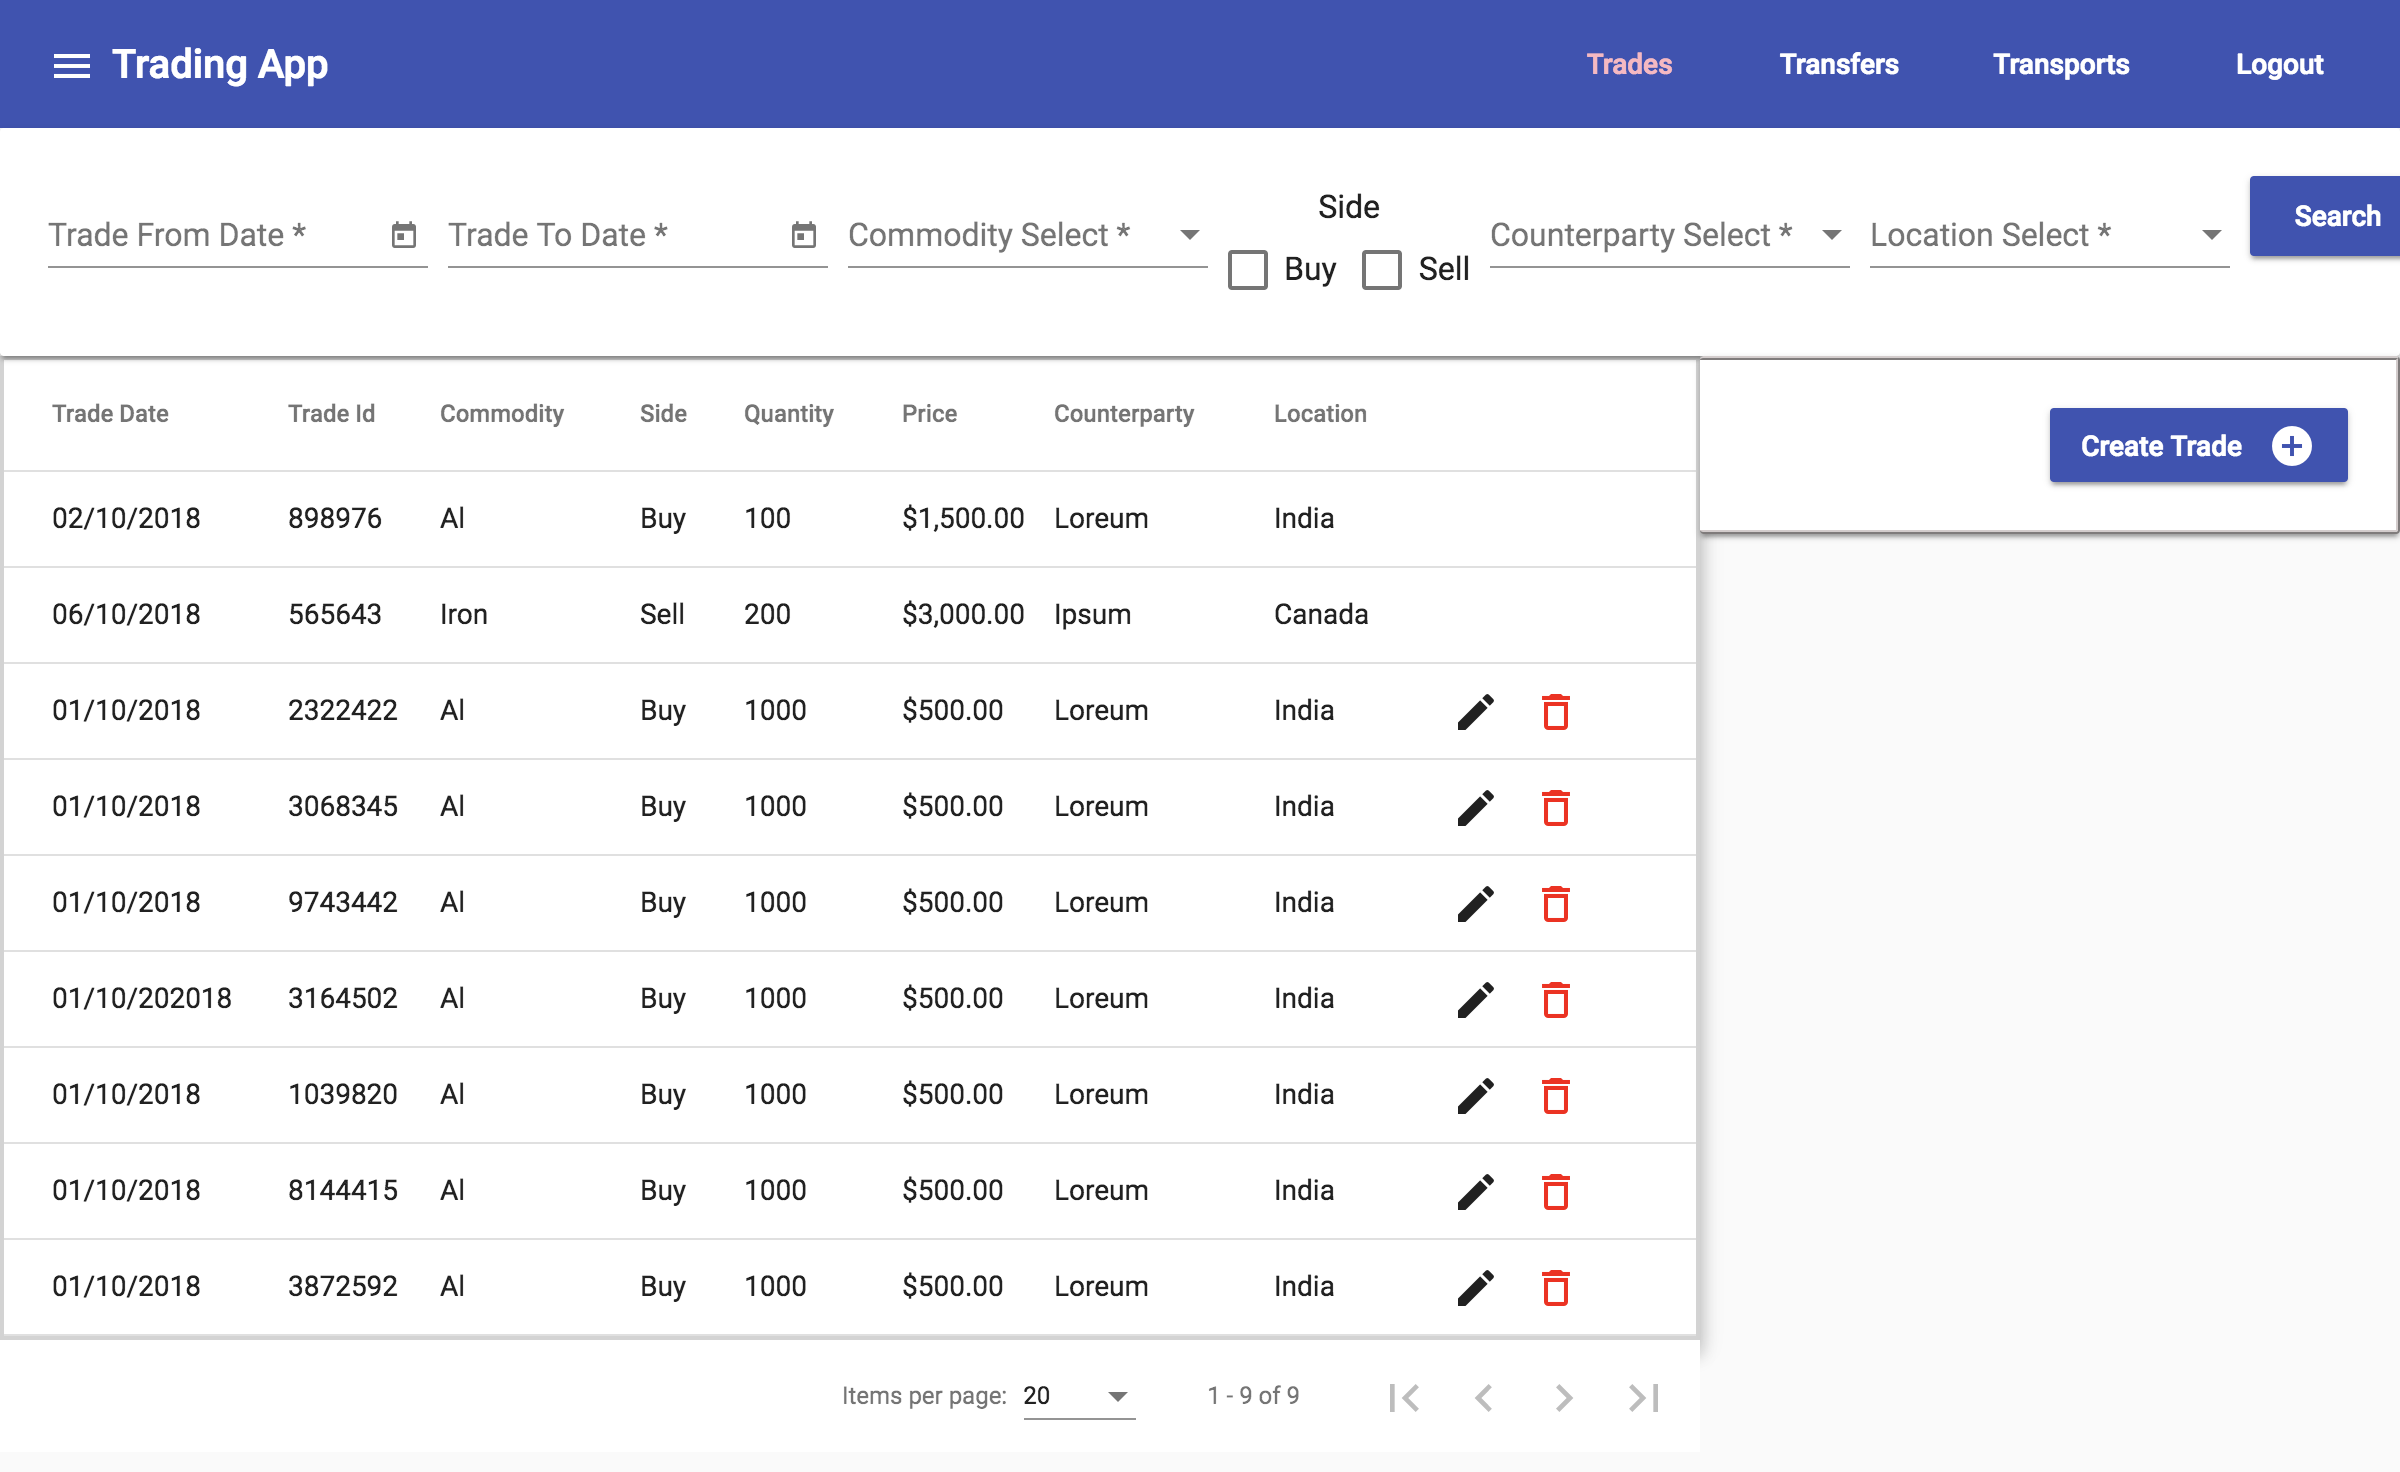 Trading App Trades Transfers Transports Logout
Side
Trade From Date * Trade To Date * Commodity Select * Counterparty Select * Location Select * Search
Buy Sell
Trade Date Trade Id Commodity Side Quantity Price Counterparty Location
Create Trade
02/10/2018 898976 Al Buy 100 $1,500.00 Loreum India
06/10/2018 565643 Iron Sell 200 $3,000.00 Ipsum Canada
01/10/2018 2322422 Al Buy 1000 $500.00 Loreum India
01/10/2018 3068345 Al Buy 1000 $500.00 Loreum India
01/10/2018 9743442 Al Buy 1000 $500.00 Loreum India
01/10/202018 3164502 Al Buy 1000 $500.00 Loreum India
01/10/2018 1039820 Al Buy 1000 $500.00 Loreum India
01/10/2018 8144415 Al Buy 1000 $500.00 Loreum India
01/10/2018 3872592 Al Buy 1000 $500.00 Loreum India
Items per page: 20 1 - 9 of 9